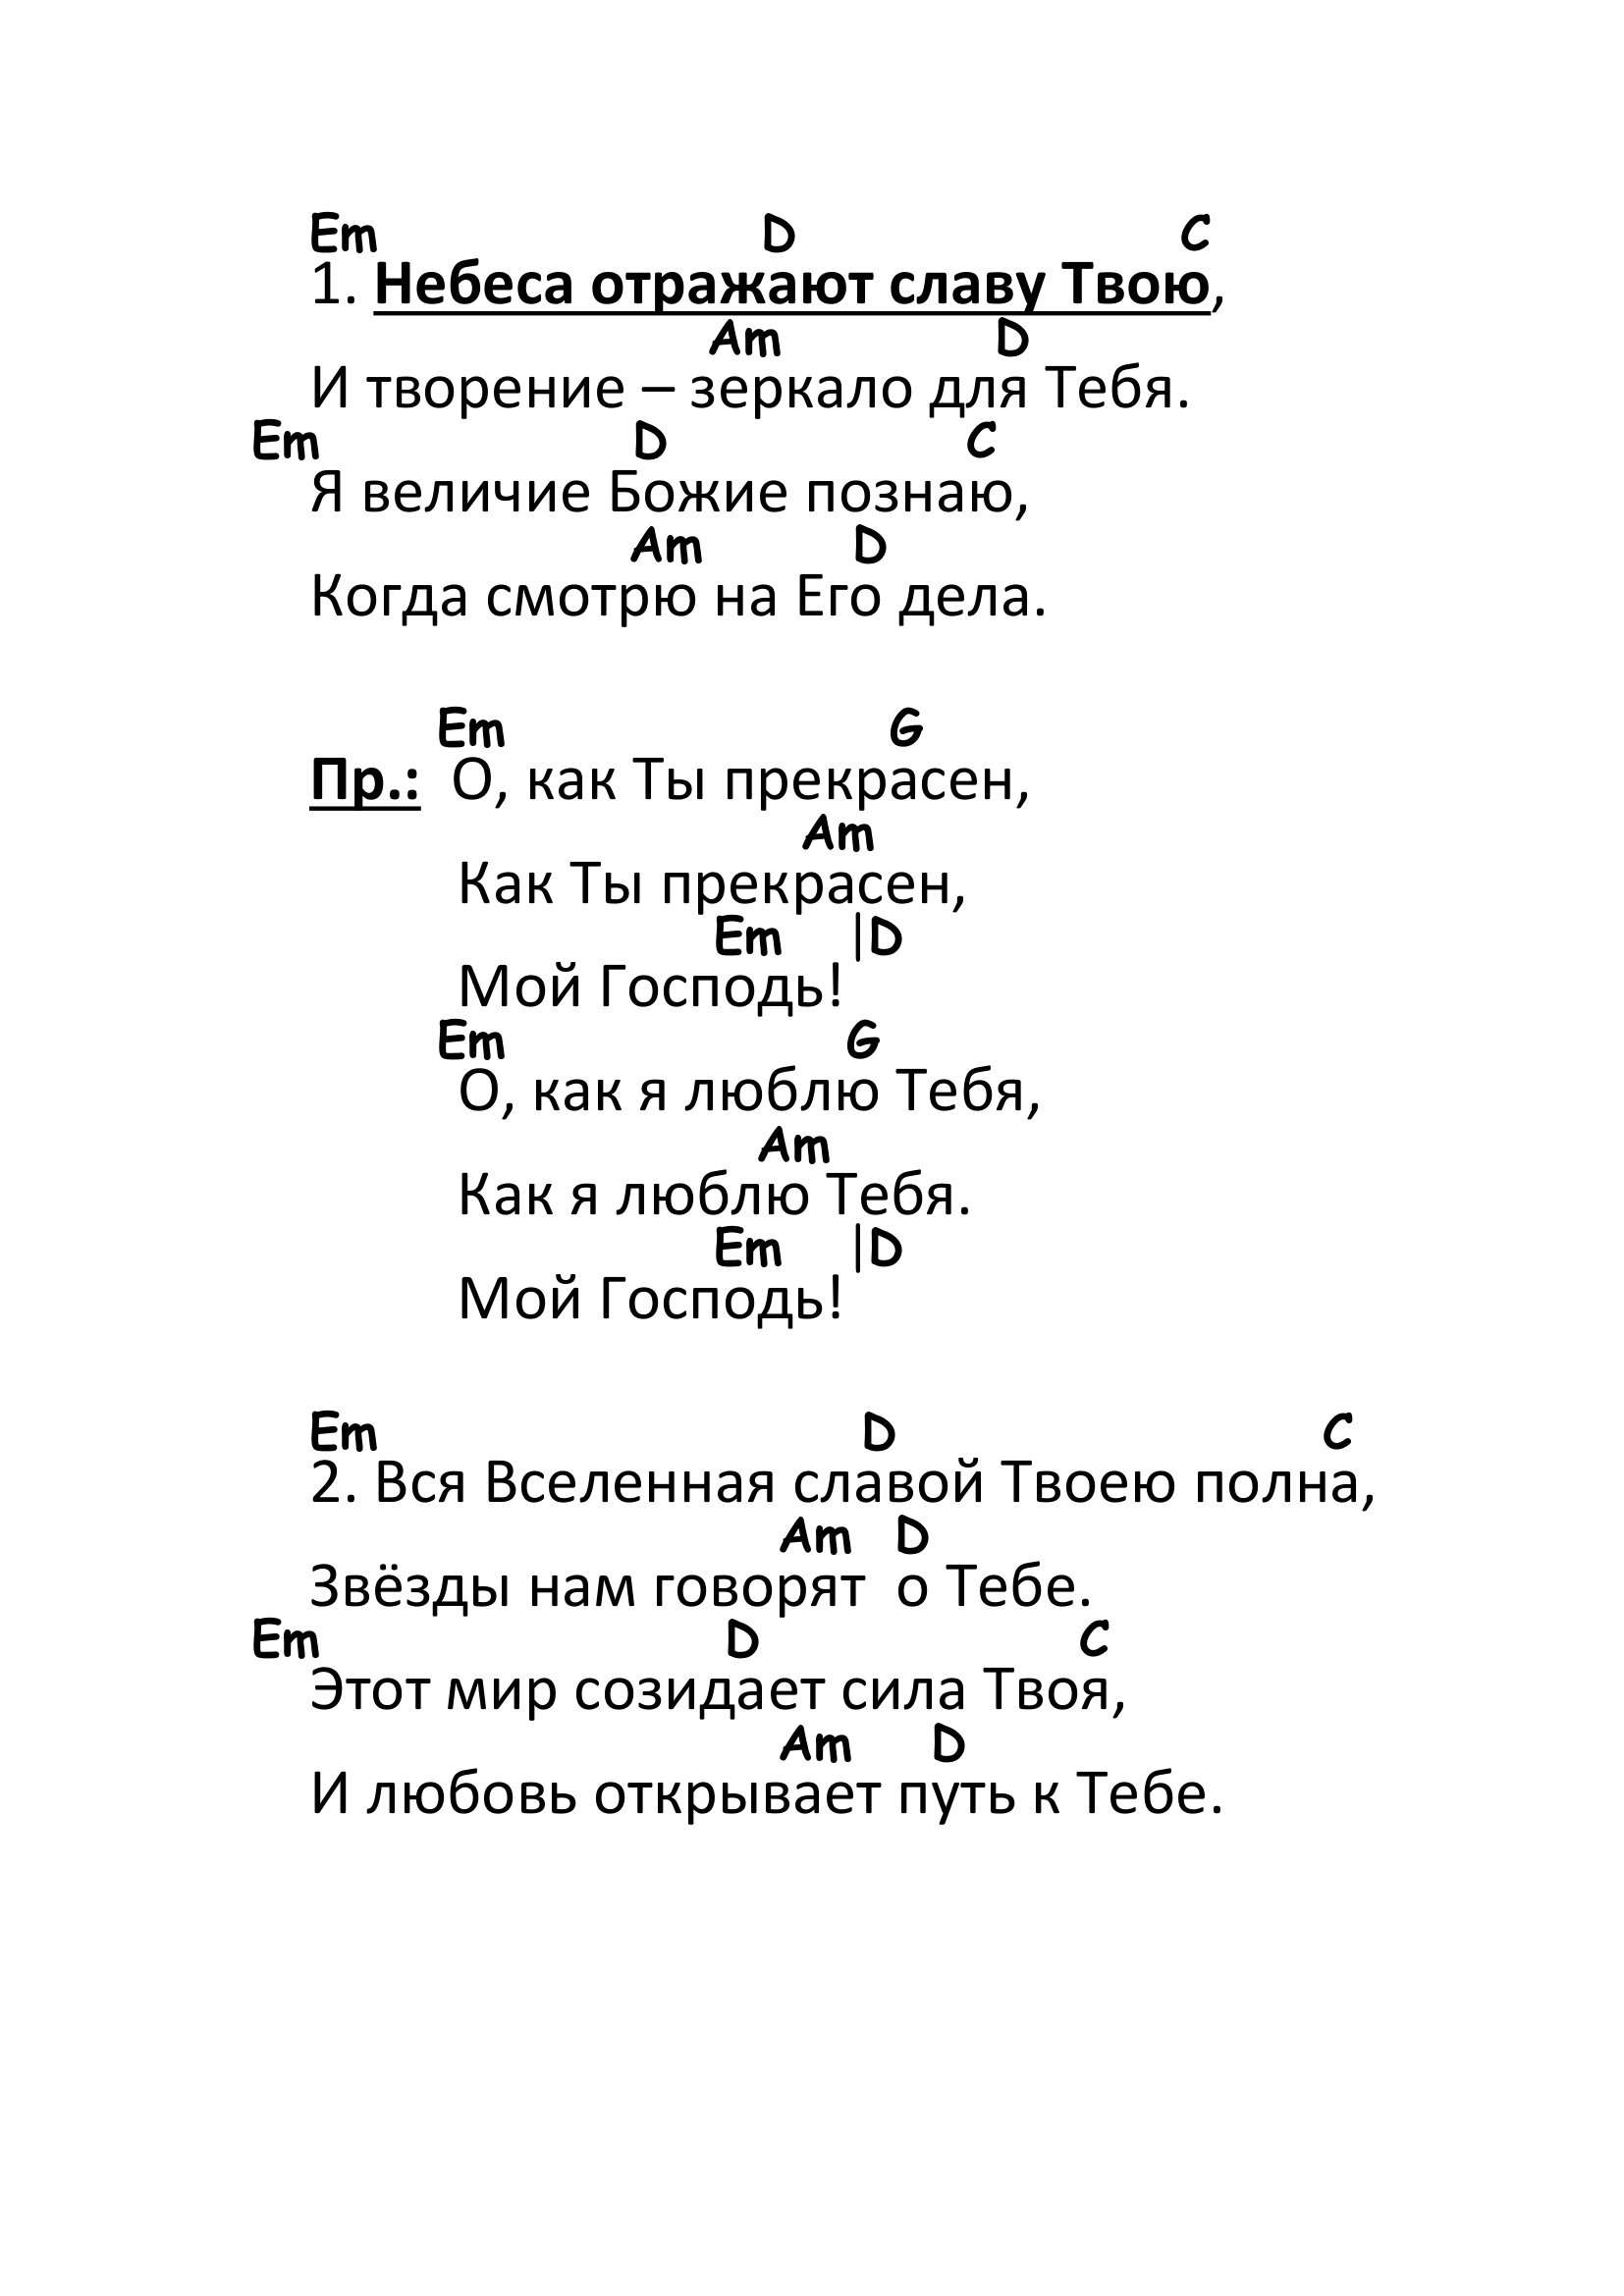 Em D C
1. Небеса отражают славу Твою,
Am D
И творение – зеркало для Тебя.
Em D C
Я величие Божие познаю,
Am D
Когда смотрю на Его дела.
Em G
Пр.: О, как Ты прекрасен,
Am
Как Ты прекрасен,
Em |D
Мой Господь!
Em G
О, как я люблю Тебя,
Am
Как я люблю Тебя.
Em |D
Мой Господь!
Em D C
2. Вся Вселенная славой Твоею полна,
Am D
Звёзды нам говорят о Тебе.
Em D C
Этот мир созидает сила Твоя,
Am D
И любовь открывает путь к Тебе.